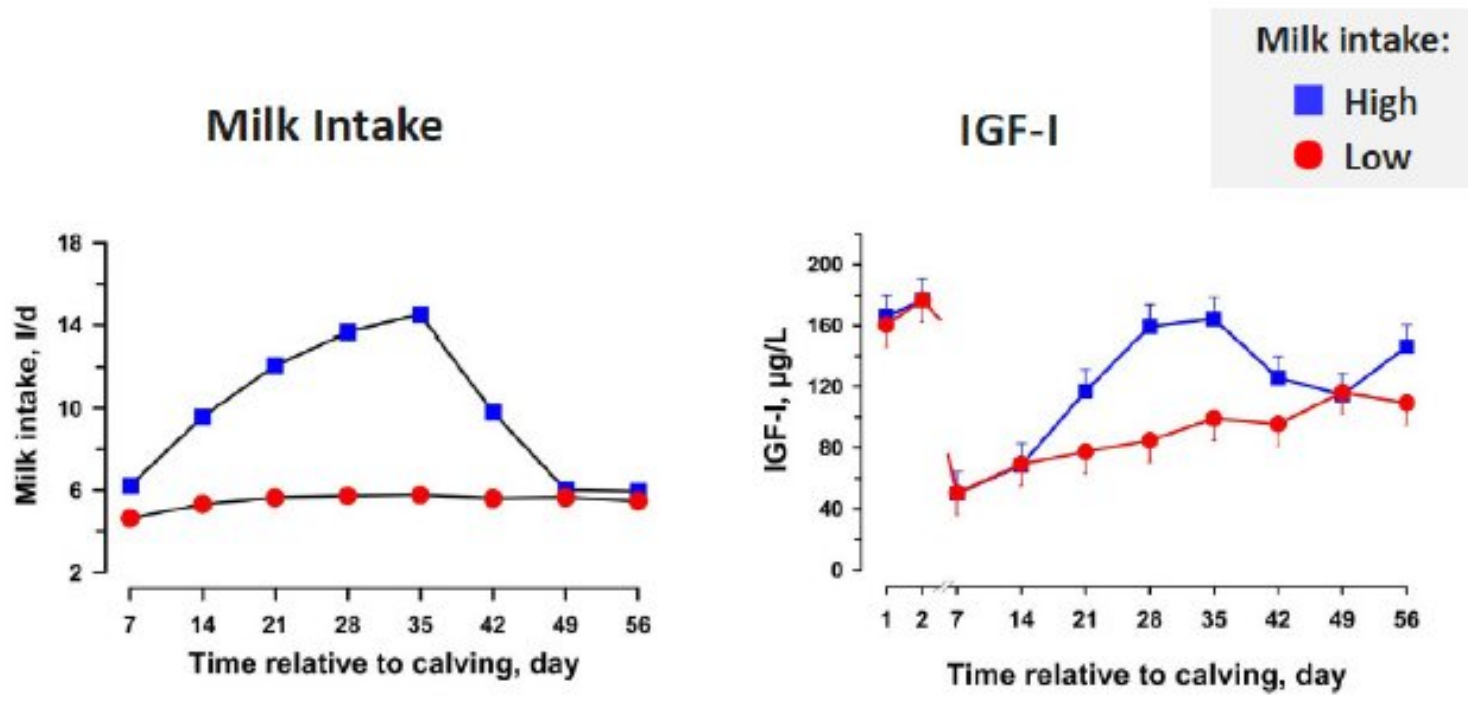 Milk intake:
High
Low
Milk Intake
IGF-I
18
14
10
6
2
Milk intake, l/d
7 14 21 28 35 42 49 56
Time relative to calving, day
200
160
120
80
40
0
IGF-I, µg/L
1 2 7 14 21 28 35 42 49 56
Time relative to calving, day